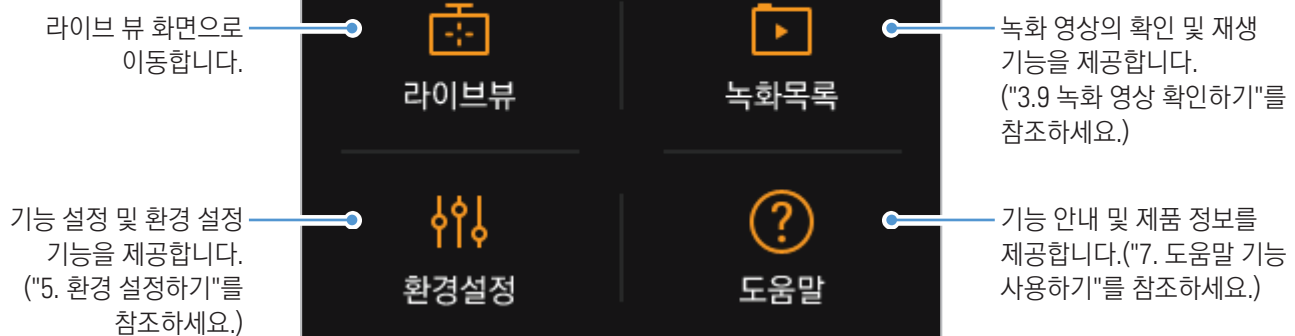 라이브 뷰 화면으로
이동합니다.
라이브뷰
녹화목록
녹화 영상의 확인 및 재생
기능을 제공합니다.
("3.9 녹화 영상 확인하기"를
참조하세요.)
기능 설정 및 환경 설정
기능을 제공합니다.
("5. 환경 설정하기"를
참조하세요.)
환경설정
도움말
기능 안내 및 제품 정보를
제공합니다.("7. 도움말 기능
사용하기"를 참조하세요.)